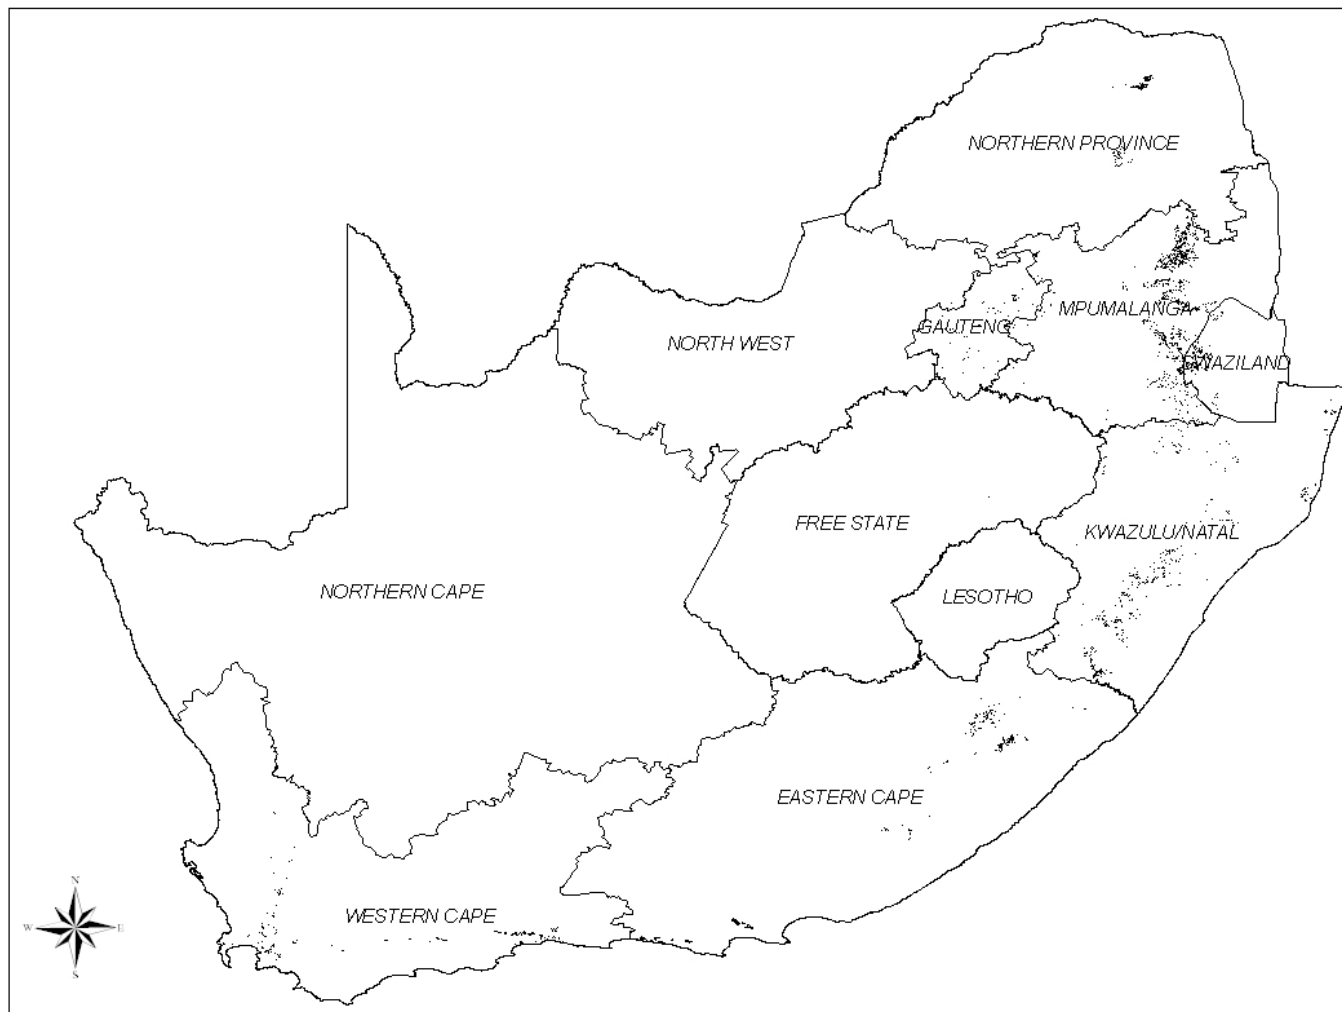 NORTHERN PROVINCE
MPUMALANGA
GAUTENG
NORTH WEST
SWAZILAND
FREE STATE
KWAZULU/NATAL
NORTHERN CAPE
LESOTHO
EASTERN CAPE
WESTERN CAPE
N
W E
S